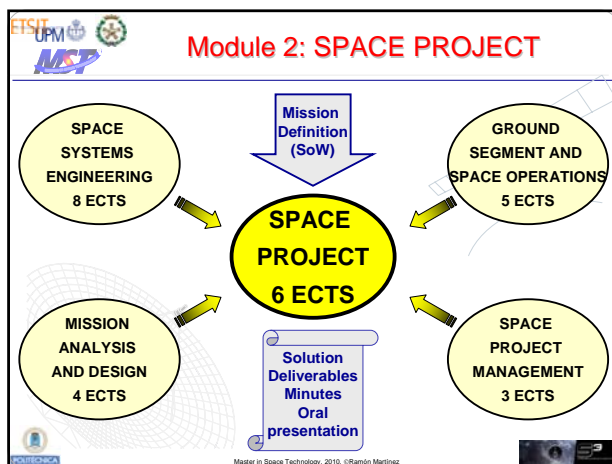 ETSIT
UPM
MST
Module 2: SPACE PROJECT
SPACE
SYSTEMS
ENGINEERING
8 ECTS
Mission
Definition
(SoW)
GROUND
SEGMENT AND
SPACE OPERATIONS
5 ECTS
SPACE
PROJECT
6 ECTS
MISSION
ANALYSIS
AND DESIGN
4 ECTS
Solution
Deliverables
Minutes
Oral
presentation
SPACE
PROJECT
MANAGEMENT
3 ECTS
POLITÉCNICA
Master in Space Technology. 2010. ©Ramón Martínez